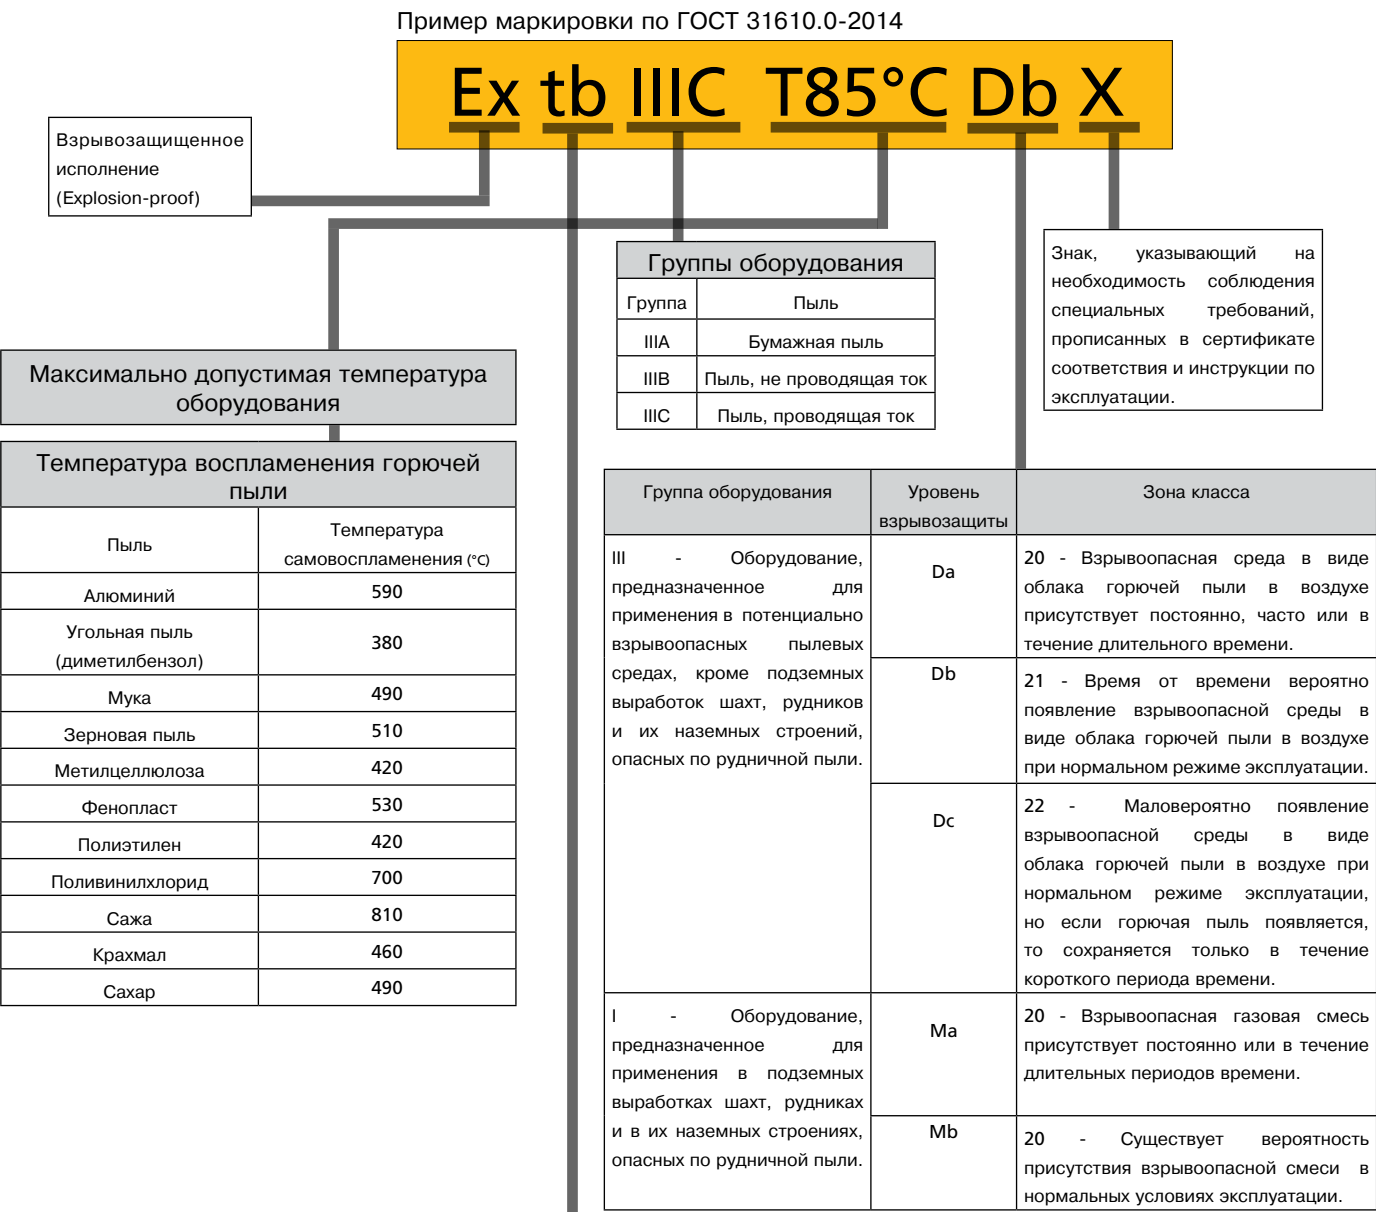 Пример маркировки по ГОСТ 31610.0-2014
Ex tb IIIC T85°C Db X
Взрывозащищенное
исполнение
(Explosion-proof)
Группы оборудования
Группа Пыль
IIIA Бумажная пыль
IIIB Пыль, не проводящая ток
IIIC Пыль, проводящая ток
Знак, указывающий на
необходимость соблюдения
специальных требований,
прописанных в сертификате
соответствия и инструкции по
эксплуатации.
Максимально допустимая температура
оборудования
Температура воспламенения горючей
пыли
Пыль
Температура
самовоспламенения (°C)
Алюминий 590
Угольная пыль
(диметилбензол)
380
Мука 490
Зерновая пыль 510
Метилцеллюлоза 420
Фенопласт 530
Полиэтилен 420
Поливинилхлорид 700
Сажа 810
Крахмал 460
Сахар 490
Группа оборудования
Уровень
взрывозащиты
Зона класса
III - Оборудование,
предназначенное для
применения в потенциально
взрывоопасных пылевых
средах, кроме подземных
выработок шахт, рудников
и их наземных строений,
опасных по рудничной пыли.
Da
20 - Взрывоопасная среда в виде
облака горючей пыли в воздухе
присутствует постоянно, часто или в
течение длительного времени.
Db
21 - Время от времени вероятно
появление взрывоопасной среды в
виде облака горючей пыли в воздухе
при нормальном режиме эксплуатации.
Dc
22 - Маловероятно появление
взрывоопасной среды в виде
облака горючей пыли в воздухе при
нормальном режиме эксплуатации,
но если горючая пыль появляется,
то сохраняется только в течение
короткого периода времени.
I - Оборудование,
предназначенное для
применения в подземных
выработках шахт, рудниках
и в их наземных строениях,
опасных по рудничной пыли.
Ma
20 - Взрывоопасная газовая смесь
присутствует постоянно или в течение
длительных периодов времени.
Mb
20 - Существует вероятность
присутствия взрывоопасной смеси в
нормальных условиях эксплуатации.